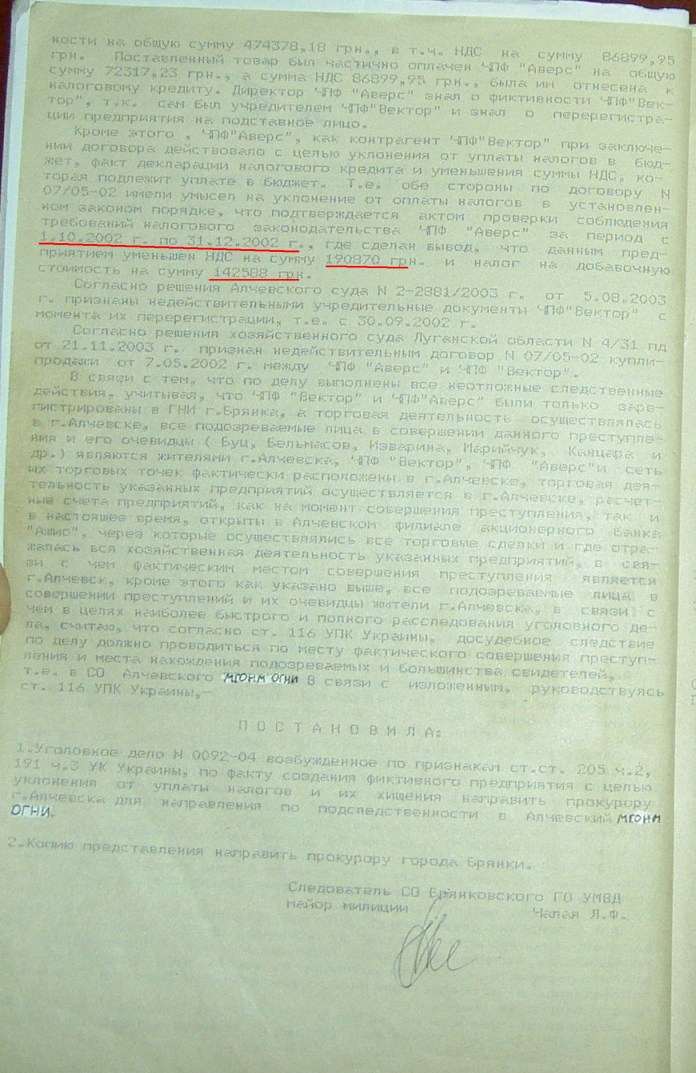 ности на общую сумму 474378,18 грн., в т.ч. НДС на сумму 86899,95
грн. Поставленный товар был частично оплачен ЧПФ "Аверс" на общую
сумму 72317,23 грн., а сумма НДС 86899,95 грн., была им отнесена к
налоговому кредиту. Директор ЧПФ "Аверс" знал о фиктивности ЧПФ"Век-
тор", т.к. сам был учредителем ЧПФ"Вектор" и знал о перерегистра-
ции предприятия на подставное лицо.
Кроме этого , ЧПФ"Аверс", как контрагент ЧПФ"Вектор" при заключе-
нии договора действовало с целью уклонения от уплаты налогов в бюд-
жет, факт декларации налогового кредита и уменьшения суммы НДС, ко-
торая подлежит уплате в бюджет. Т.е. обе стороны по договору N
07/05-02 имели умысел на уклонение от оплаты налогов в установлен-
ном законом порядке, что подтверждается актом проверки соблюдения
требований налогового законодательства ЧПФ "Аверс" за период с
1.10.2002 г. по 31.12.2002 г., где сделан вывод, что данным пред-
приятием уменьшен НДС на сумму 190870 грн. и налог на добавочную
стоимость на сумму 142588 грн.
Согласно решения Алчевского суда N 2-2881/2003 г. от 5.08.2003
г. признаны недействительными учредительные документы ЧПФ"Вектор" с
момента их перерегистрации, т.е. с 30.09.2002 г.
Согласно решения хозяйственного суда Луганской области N 4/31 пд
от 21.11.2003 г. признан недействительным договор N 07/05-02 купли-
продажи от 7.05.2002 г. между ЧПФ "Аверс" и ЧПФ "Вектор".
В связи с тем, что по делу выполнены все неотложные следственные
действия, учитывая, что ЧПФ "Вектор" и ЧПФ"Аверс" были только заре-
гистрированы в ГНИ г.Брянка, а торговая деятельность осуществлялась
в г.Алчевске, все подозреваемые лица в совершении данного преступле-
ния и его очевидцы ( Буц, Бельмасов, Изварина, Марийчук, Канцара и
др.) являются жителями г.Алчевска, ЧПФ "Вектор", ЧПФ "Аверс"и сеть
их торговых точек фактически расположены в г.Алчевске, торговая дея-
тельность указанных предприятий осуществляется в г.Алчевске, расчет-
ные счета предприятий, как на момент совершения преступления, так и
в настоящее время, открыты в Алчевском филиале акционерного банка
через которые осуществлялись все торговые сделки и где отра-
жалась вся хозяйственная деятельность указанных предприятий, в свя-
зи с чем фактическим местом совершения преступления является
г.Алчевск, кроме этого как указано выше, все подозреваемые лица в
совершении преступлений и их очевидцы жители г.Алчевска, в связи с
чем в целях наиболее быстрого и полного расследования уголовного де-
ла, считаю, что согласно ст. 116 УПК Украины, досудебное следствие
по делу должно проводиться по месту фактического совершения преступ-
ления и места нахождения подозреваемых и большинства свидетелей,
т.е. в СО Алчевского МГОНМ ОГНИ В связи с изложенным, руководствуясь
ст. 116 УПК Украины,-
П О С Т А Н О В И Л А:
1.Уголовное дело N 0092-04 возбужденное по признакам ст.ст. 205 ч.2,
191 ч.3 УК Украины, по факту создания фиктивного предприятия с целью
уклонения от уплаты налогов и их хищения направить прокурору
г.Алчевска для направления по подследственности в Алчевский МГОНМ
ОГНИ.
2.Копию представления направить прокурору города Брянки.
Следователь СО Брянковского ГО УМВД
майор милиции Чалая Л.Ф.